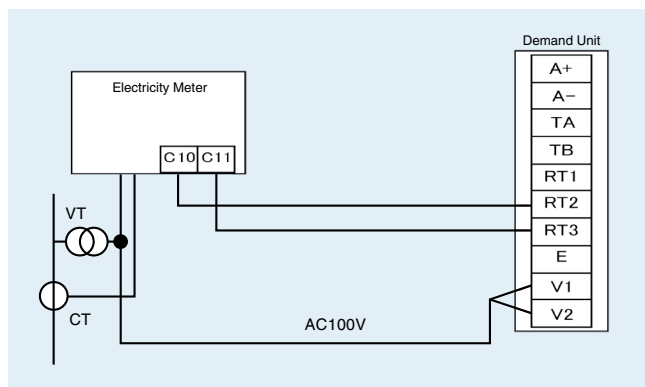 Demand Unit
Electricity Meter
A+
A−
TA
TB
C10 C11
RT1
RT2
VT
RT3
E
V1
CT
AC100V
V2